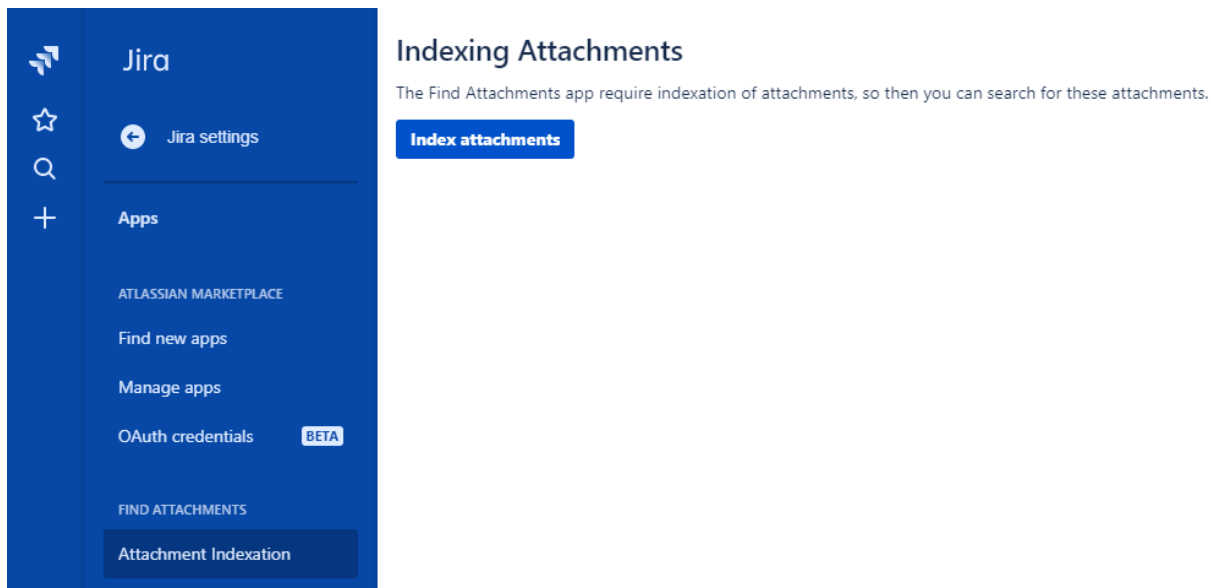 Jira
Jira settings
Apps
ATLASSIAN MARKETPLACE
Find new apps
Manage apps
OAuth credentials BETA
FIND ATTACHMENTS
Attachment Indexation
Indexing Attachments
The Find Attachments app require indexation of attachments, so then you can search for these attachments.
Index attachments